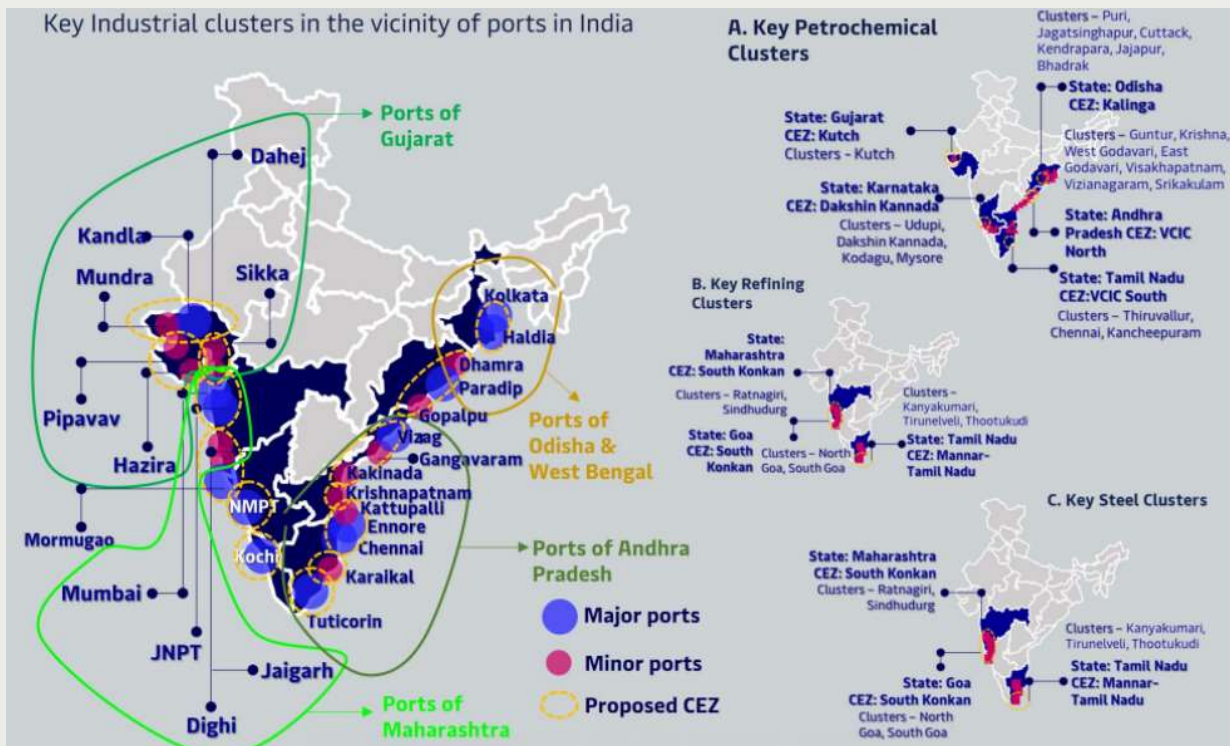 Key Industrial clusters in the vicinity of ports in India
Ports of
Gujarat
Dahej
Kandla
Mundra
Sikka
Kolkata
Haldia
Dhamra
Paradip
Gopalpu
Pipavav
Vizag
Gangavaram
Hazira
Kakinada
Krishnapatnam
Kattupalli
NMPT
Ennore
Mormugao
Chennai
Kochi
Karaikal
Mumbai
Tuticorin
JNPT
Jaigarh
Dighi
Ports of
Odisha &
West Bengal
Ports of Andhra
Pradesh
Ports of
Maharashtra
Major ports
Minor ports
Proposed CEZ
A. Key Petrochemical
Clusters
Clusters – Puri,
Jagatsinghapur, Cuttack,
Kendrapara, Jajapur,
Bhadrak
State: Odisha
CEZ: Kalinga
State: Gujarat
CEZ: Kutch
Clusters – Kutch
Clusters – Guntur, Krishna,
West Godavari, East
Godavari, Visakhapatnam,
Vizianagaram, Srikakulam
State: Karnataka
CEZ: Dakshin Kannada
Clusters – Udupi,
Dakshin Kannada,
Kodagu, Mysore
State: Andhra
Pradesh CEZ: VCIC
North
State: Tamil Nadu
CEZ:VCIC South
Clusters – Thiruvallur,
Chennai, Kancheepuram
B. Key Refining
Clusters
State:
Maharashtra
CEZ: South Konkan
Clusters – Ratnagiri,
Sindhudurg
State: Goa
CEZ: South
Konkan
Clusters – North
Goa, South Goa
Clusters –
Kanyakumari,
Tirunelveli, Thootukudi
State: Tamil Nadu
CEZ: Mannar-
Tamil Nadu
C. Key Steel Clusters
State: Maharashtra
CEZ: South Konkan
Clusters – Ratnagiri,
Sindhudurg
Clusters – Kanyakumari,
Tirunelveli, Thootukudi
State: Goa
CEZ: South Konkan
Clusters – North
Goa, South Goa
State: Tamil Nadu
CEZ: Mannar-
Tamil Nadu